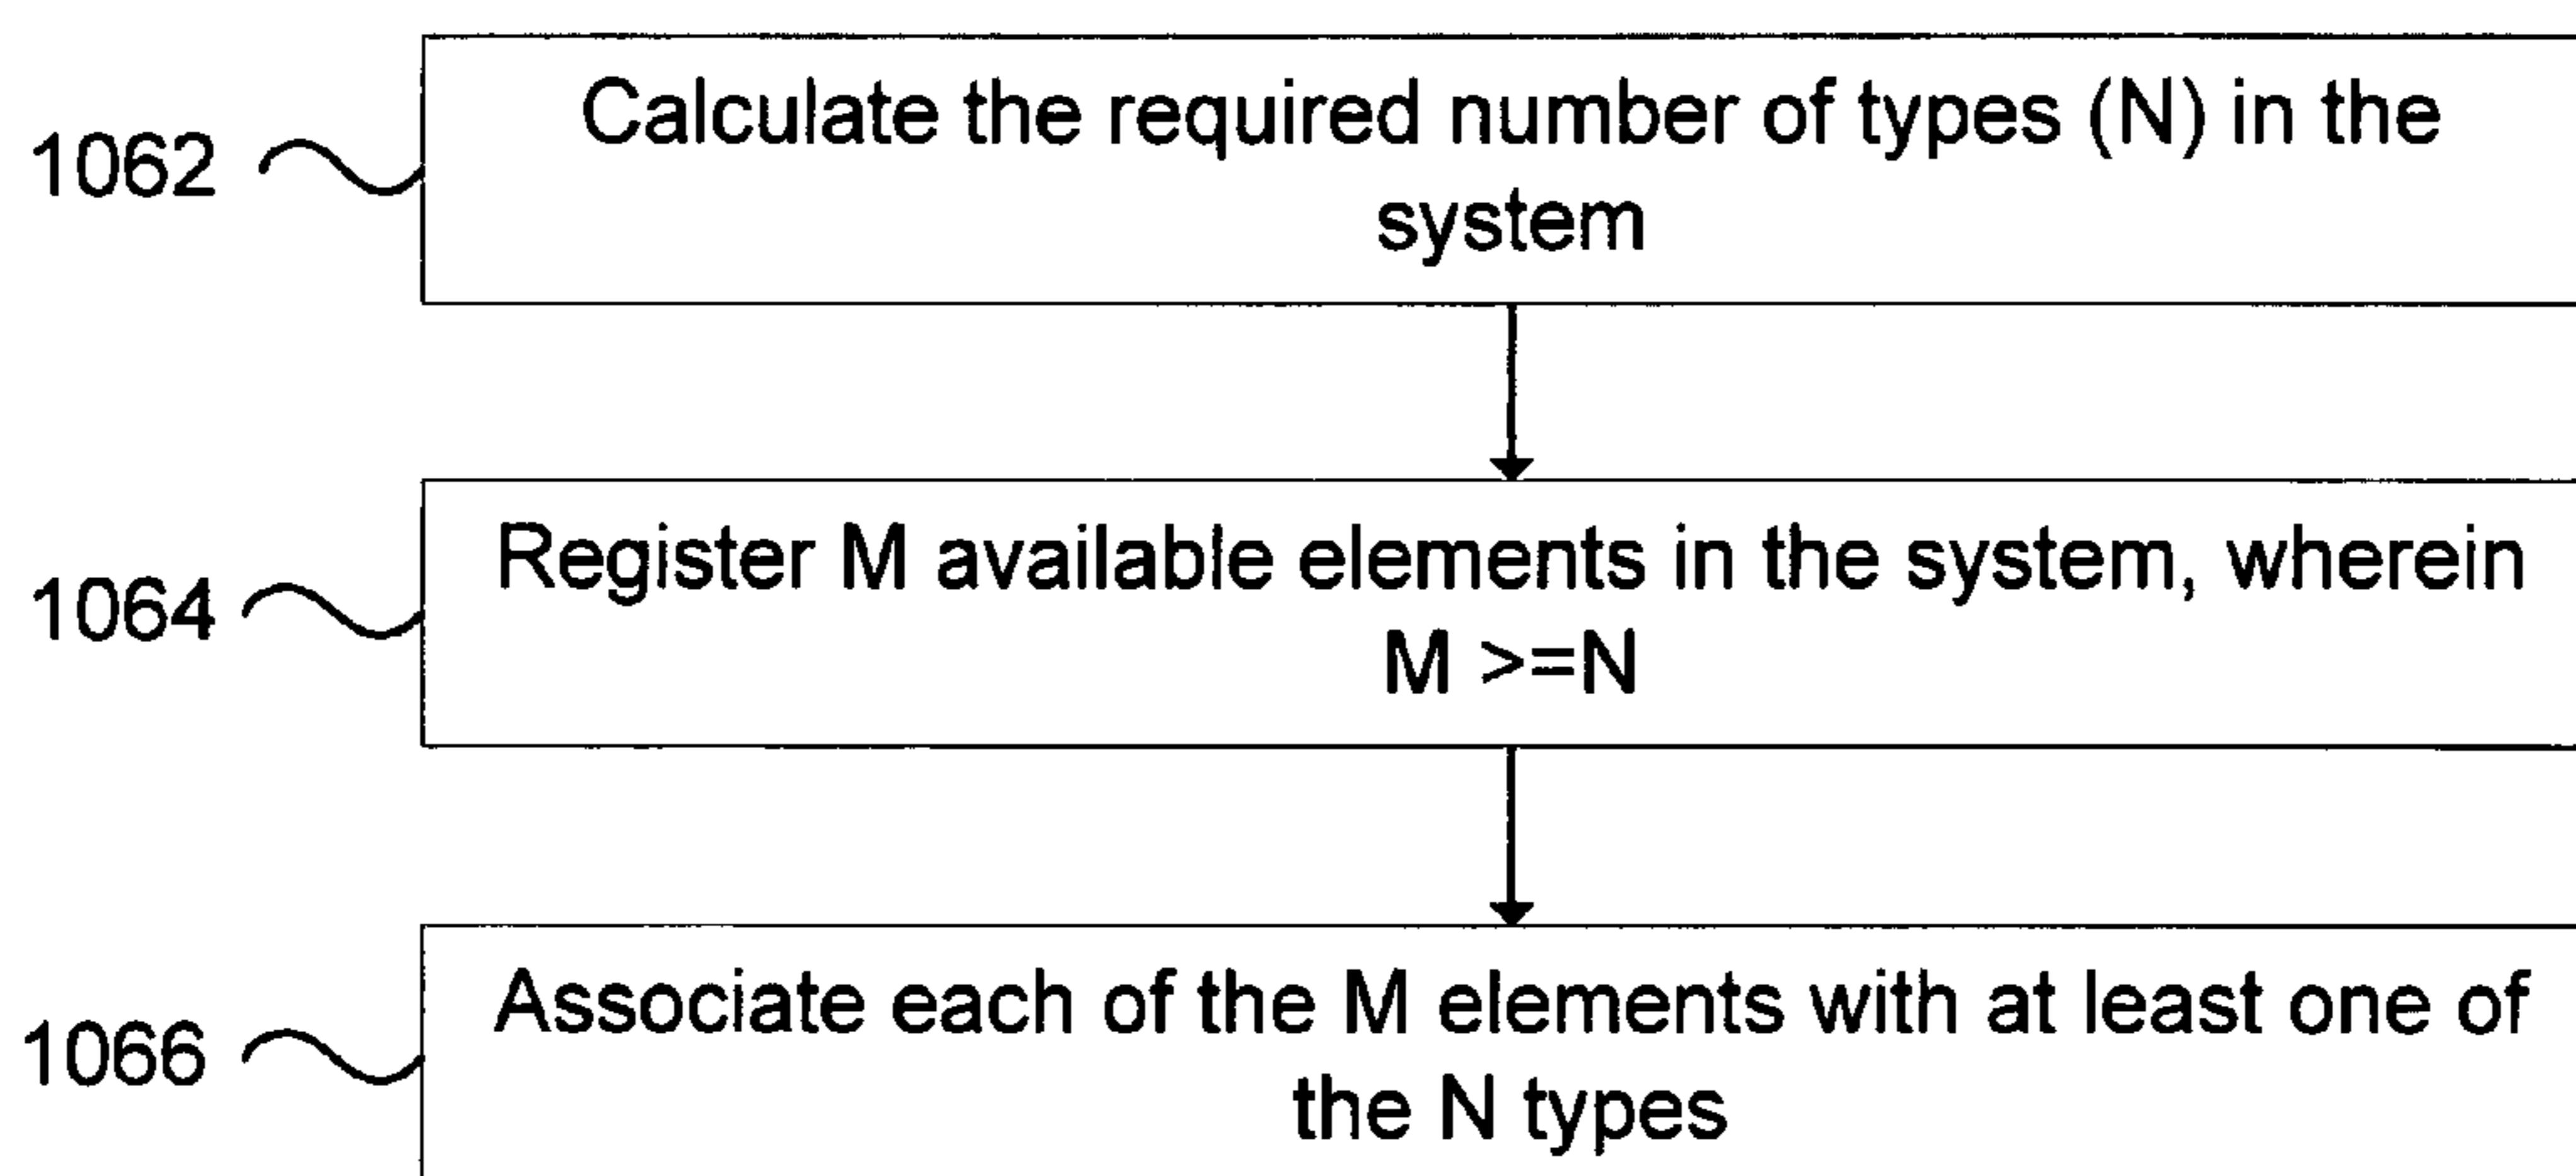 1062
Calculate the required number of types (N) in the
system
1064
Register M available elements in the system, wherein
M >=N
1066
Associate each of the M elements with at least one of
the N types